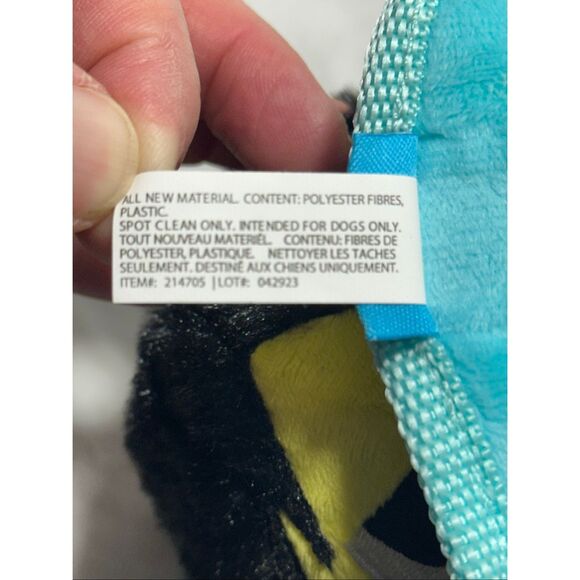 ALL NEW MATERIAL. CONTENT: POLYESTER FIBRES,
PLASTIC.
SPOT CLEAN ONLY. INTENDED FOR DOGS ONLY.
TOUT NOUVEAU MATERIÉL. CONTENU: FIBRES DE
POLYESTER, PLASTIQUE. NETTOYER LES TACHES
SEULEMENT. DESTINÉ AUX CHIENS UNIQUEMENT.
ITEM#: 214705 | LOT#: 042923